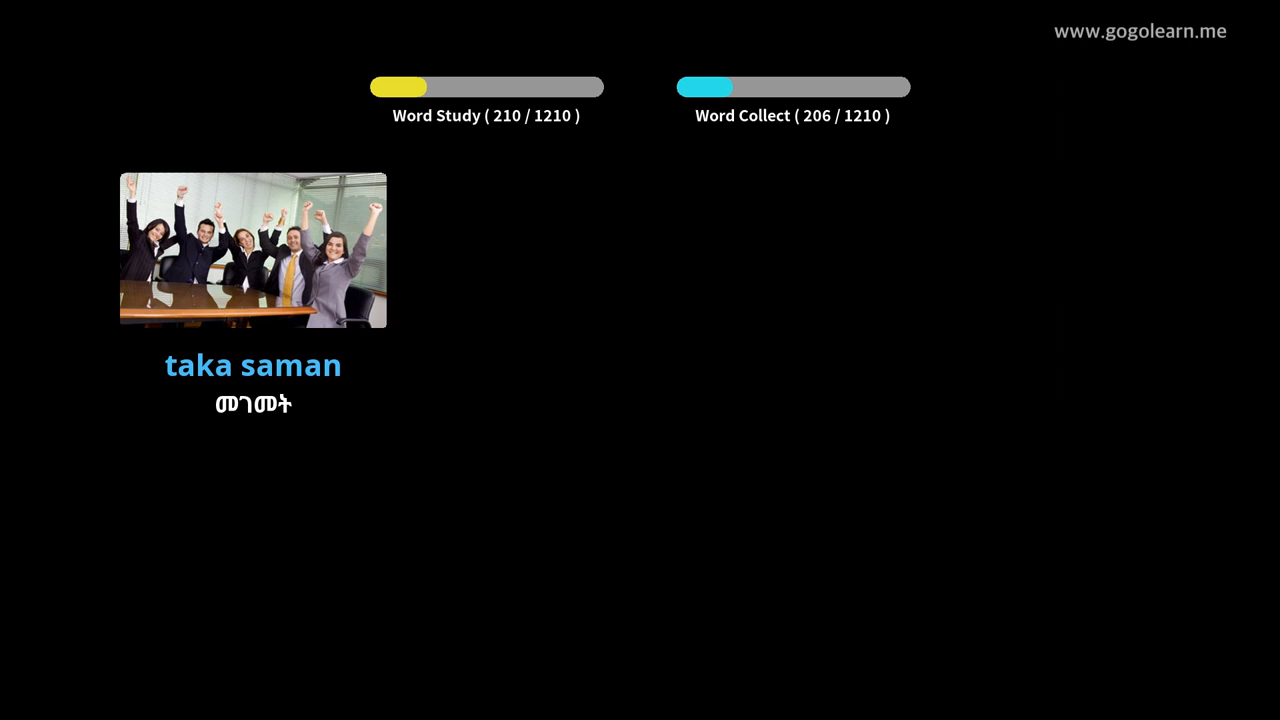 www.gogolearn.me
Word Study ( 210 / 1210 )
Word Collect ( 206 / 1210 )
taka saman
መገመት